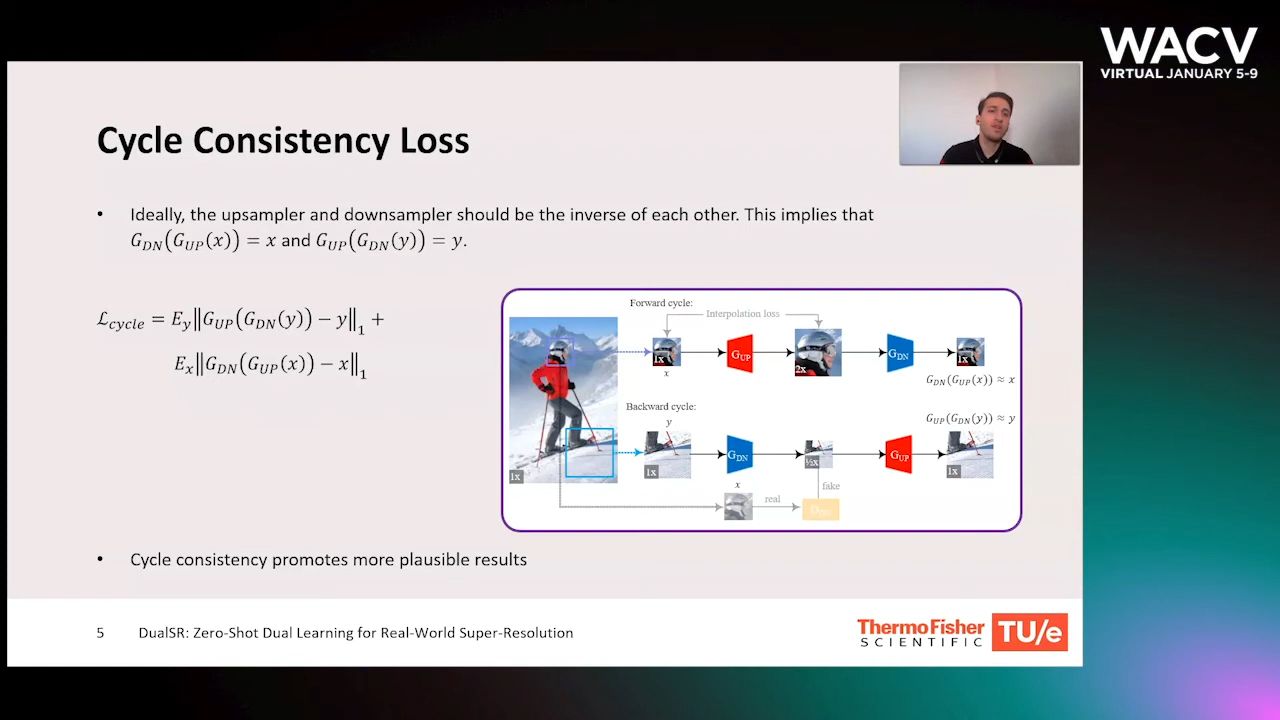 WACV
VIRTUAL JANUARY 5-9
Cycle Consistency Loss
• Ideally, the upsampler and downsampler should be the inverse of each other. This implies that
G_DN(G_UP(x)) = x and G_UP(G_DN(y)) = y.
ℒ_cycle = E_y‖G_UP(G_DN(y)) − y‖_1 +
E_x‖G_DN(G_UP(x)) − x‖_1
Forward cycle:
Interpolation loss
1x
G_UP
2x
G_DN
1x
x
G_DN(G_UP(x)) ≈ x
Backward cycle:
G_UP(G_DN(y)) ≈ y
y
1x
G_DN
½x
G_UP
1x
1x
x
fake
real
• Cycle consistency promotes more plausible results
5 DualSR: Zero-Shot Dual Learning for Real-World Super-Resolution
ThermoFisher
SCIENTIFIC
TU/e